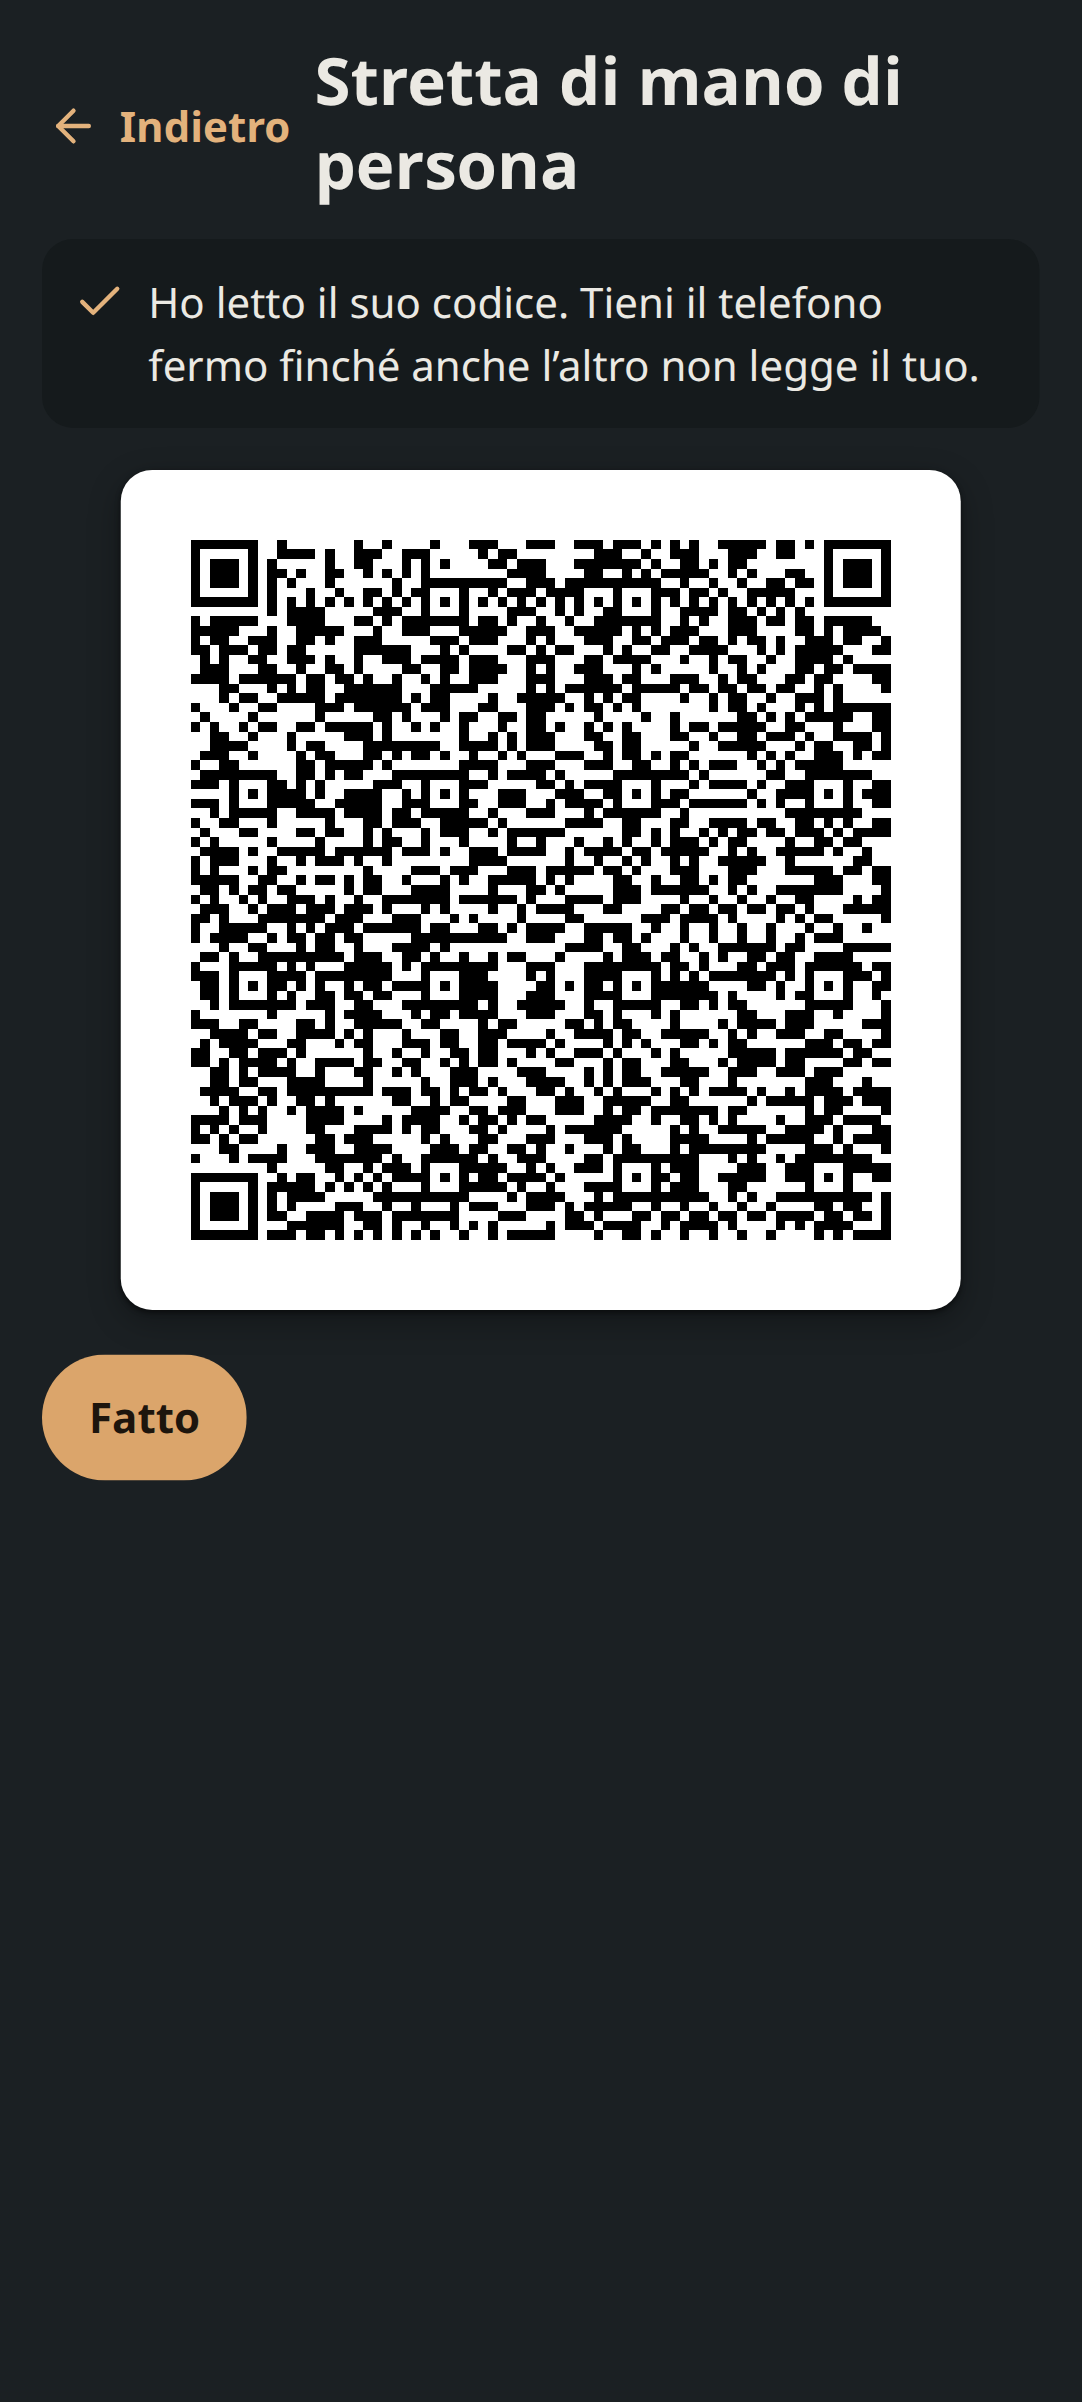 Indietro
Stretta di mano di
persona
Ho letto il suo codice. Tieni il telefono
fermo finché anche l’altro non legge il tuo.
Fatto